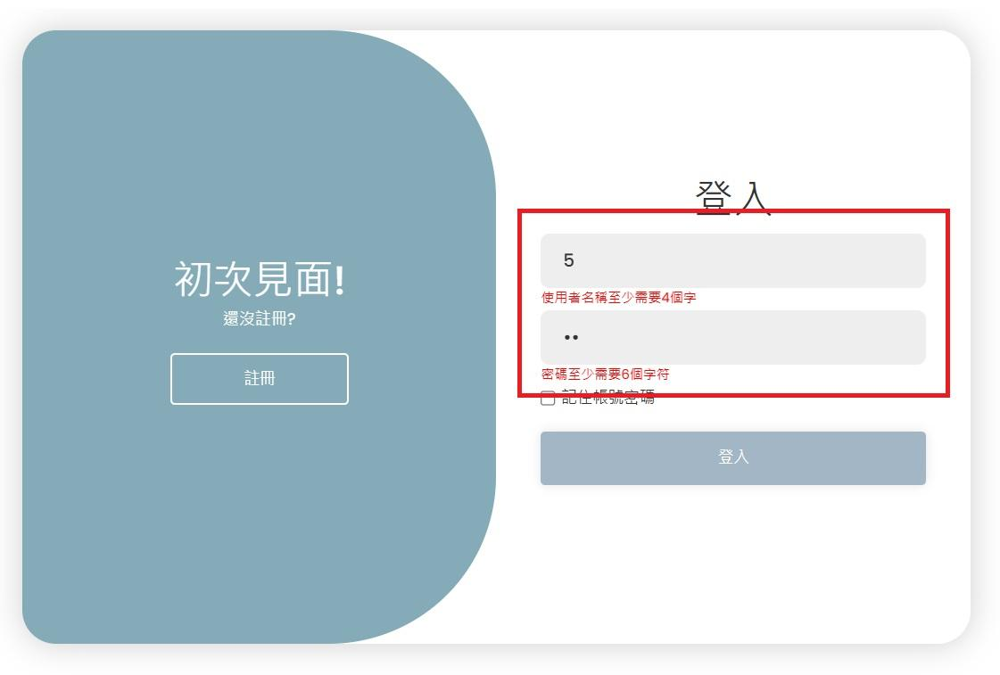 初次見面!
還沒註冊?
註冊
登入
5
使用者名稱至少需要4個字
••
密碼至少需要6個字符
記住帳號密碼
登入